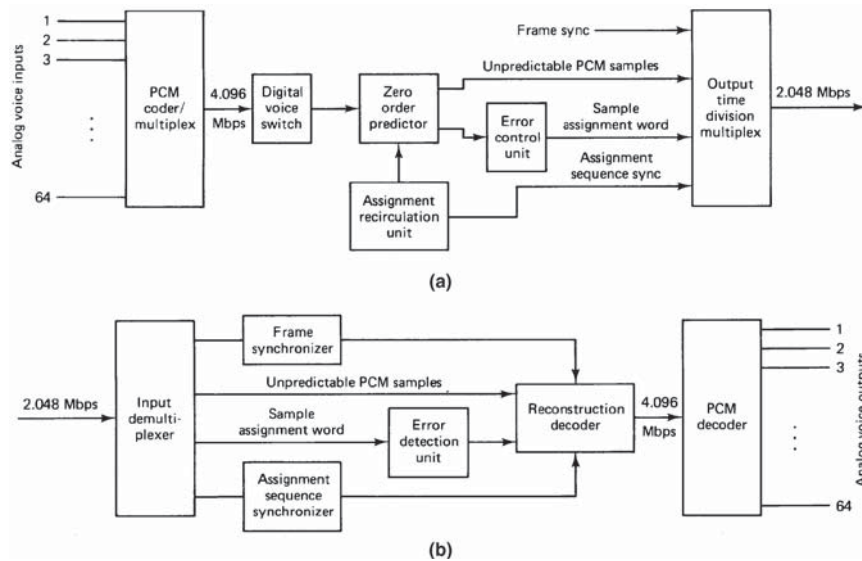 Analog voice inputs
1
2
3
64
PCM
coder/
multiplex
4.096
Mbps
Digital
voice
switch
Zero
order
predictor
Assignment
recirculation
unit
Error
control
unit
Frame sync
Unpredictable PCM samples
Sample
assignment word
Assignment
sequence sync
Output
time
division
multiplex
2.048 Mbps
(a)
2.048 Mbps
Input
demulti-
plexer
Frame
synchronizer
Unpredictable PCM samples
Sample
assignment word
Error
detection
unit
Assignment
sequence
synchronizer
Reconstruction
decoder
4.096
Mbps
PCM
decoder
1
2
3
64
Analog voice outputs
(b)